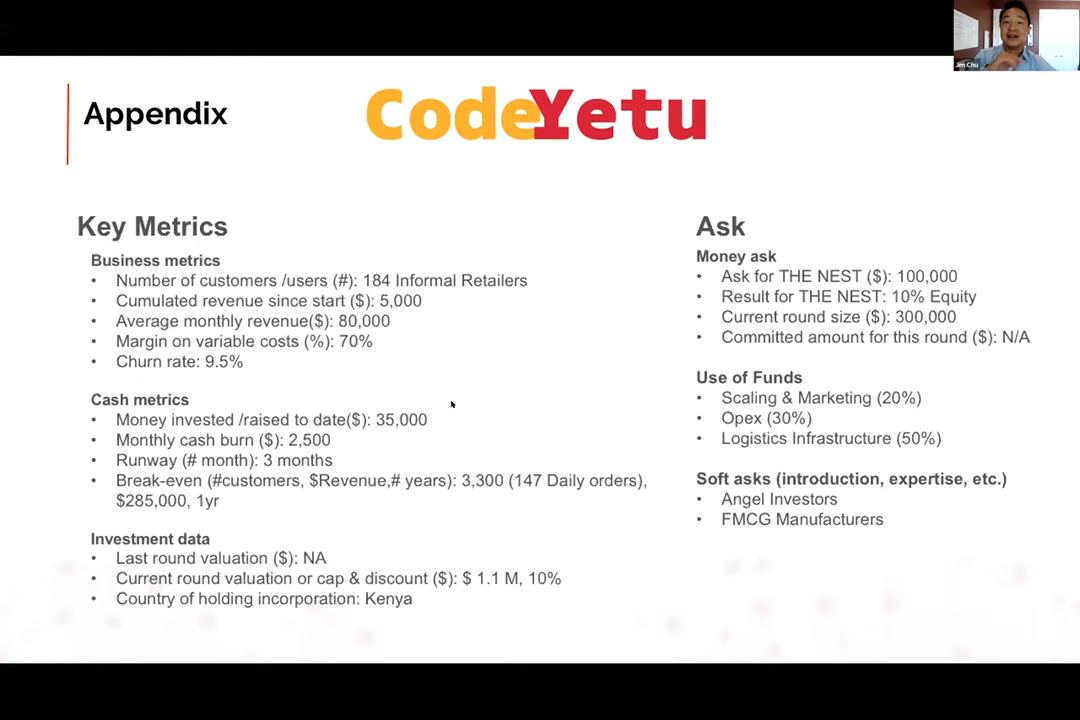 Jim Chu
Appendix
CodeYetu
Key Metrics
Business metrics
• Number of customers /users (#): 184 Informal Retailers
• Cumulated revenue since start ($): 5,000
• Average monthly revenue($): 80,000
• Margin on variable costs (%): 70%
• Churn rate: 9.5%
Cash metrics
• Money invested /raised to date($): 35,000
• Monthly cash burn ($): 2,500
• Runway (# month): 3 months
• Break-even (#customers, $Revenue,# years): 3,300 (147 Daily orders),
$285,000, 1yr
Investment data
• Last round valuation ($): NA
• Current round valuation or cap & discount ($): $ 1.1 M, 10%
• Country of holding incorporation: Kenya
Ask
Money ask
• Ask for THE NEST ($): 100,000
• Result for THE NEST: 10% Equity
• Current round size ($): 300,000
• Committed amount for this round ($): N/A
Use of Funds
• Scaling & Marketing (20%)
• Opex (30%)
• Logistics Infrastructure (50%)
Soft asks (introduction, expertise, etc.)
• Angel Investors
• FMCG Manufacturers